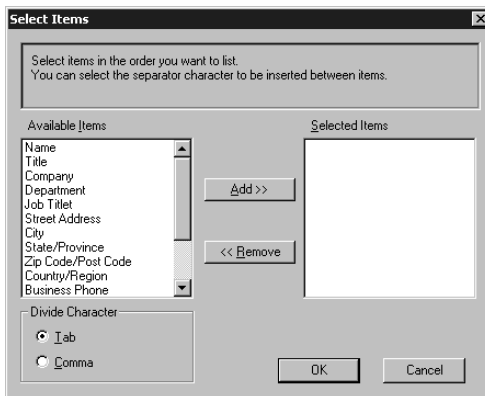 Select Items
Select items in the order you want to list.
You can select the separator character to be inserted between items.
Available Items
Name
Title
Company
Department
Job Titlet
Street Address
City
State/Province
Zip Code/Post Code
Country/Region
Business Phone
Add >>
<< Remove
Selected Items
Divide Character
Tab
Comma
OK
Cancel